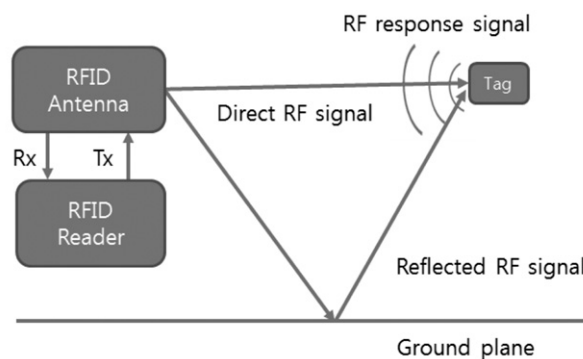 RF response signal
RFID
Antenna
Tag
Direct RF signal
Rx
Tx
RFID
Reader
Reflected RF signal
Ground plane